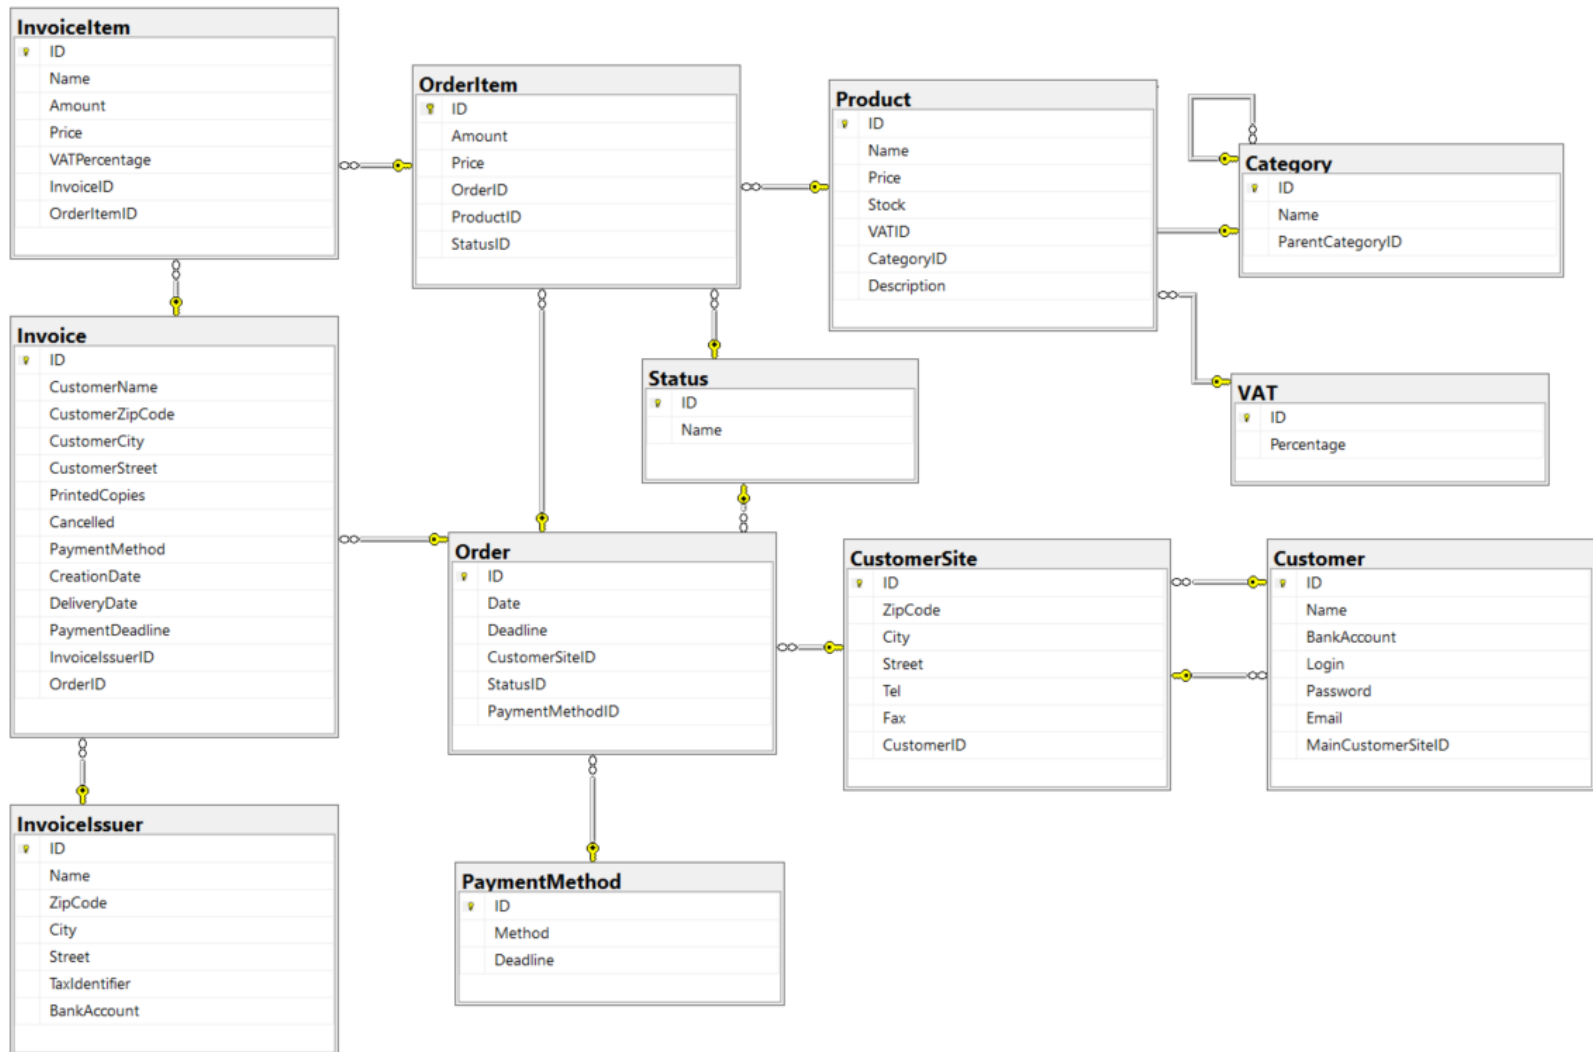 InvoiceItem
ID
Name
Amount
Price
VATPercentage
InvoiceID
OrderItemID
OrderItem
ID
Amount
Price
OrderID
ProductID
StatusID
Product
ID
Name
Price
Stock
VATID
CategoryID
Description
Category
ID
Name
ParentCategoryID
Invoice
ID
CustomerName
CustomerZipCode
CustomerCity
CustomerStreet
PrintedCopies
Cancelled
PaymentMethod
CreationDate
DeliveryDate
PaymentDeadline
InvoiceIssuerID
OrderID
Status
ID
Name
VAT
ID
Percentage
Order
ID
Date
Deadline
CustomerSiteID
StatusID
PaymentMethodID
CustomerSite
ID
ZipCode
City
Street
Tel
Fax
CustomerID
Customer
ID
Name
BankAccount
Login
Password
Email
MainCustomerSiteID
InvoiceIssuer
ID
Name
ZipCode
City
Street
TaxIdentifier
BankAccount
PaymentMethod
ID
Method
Deadline